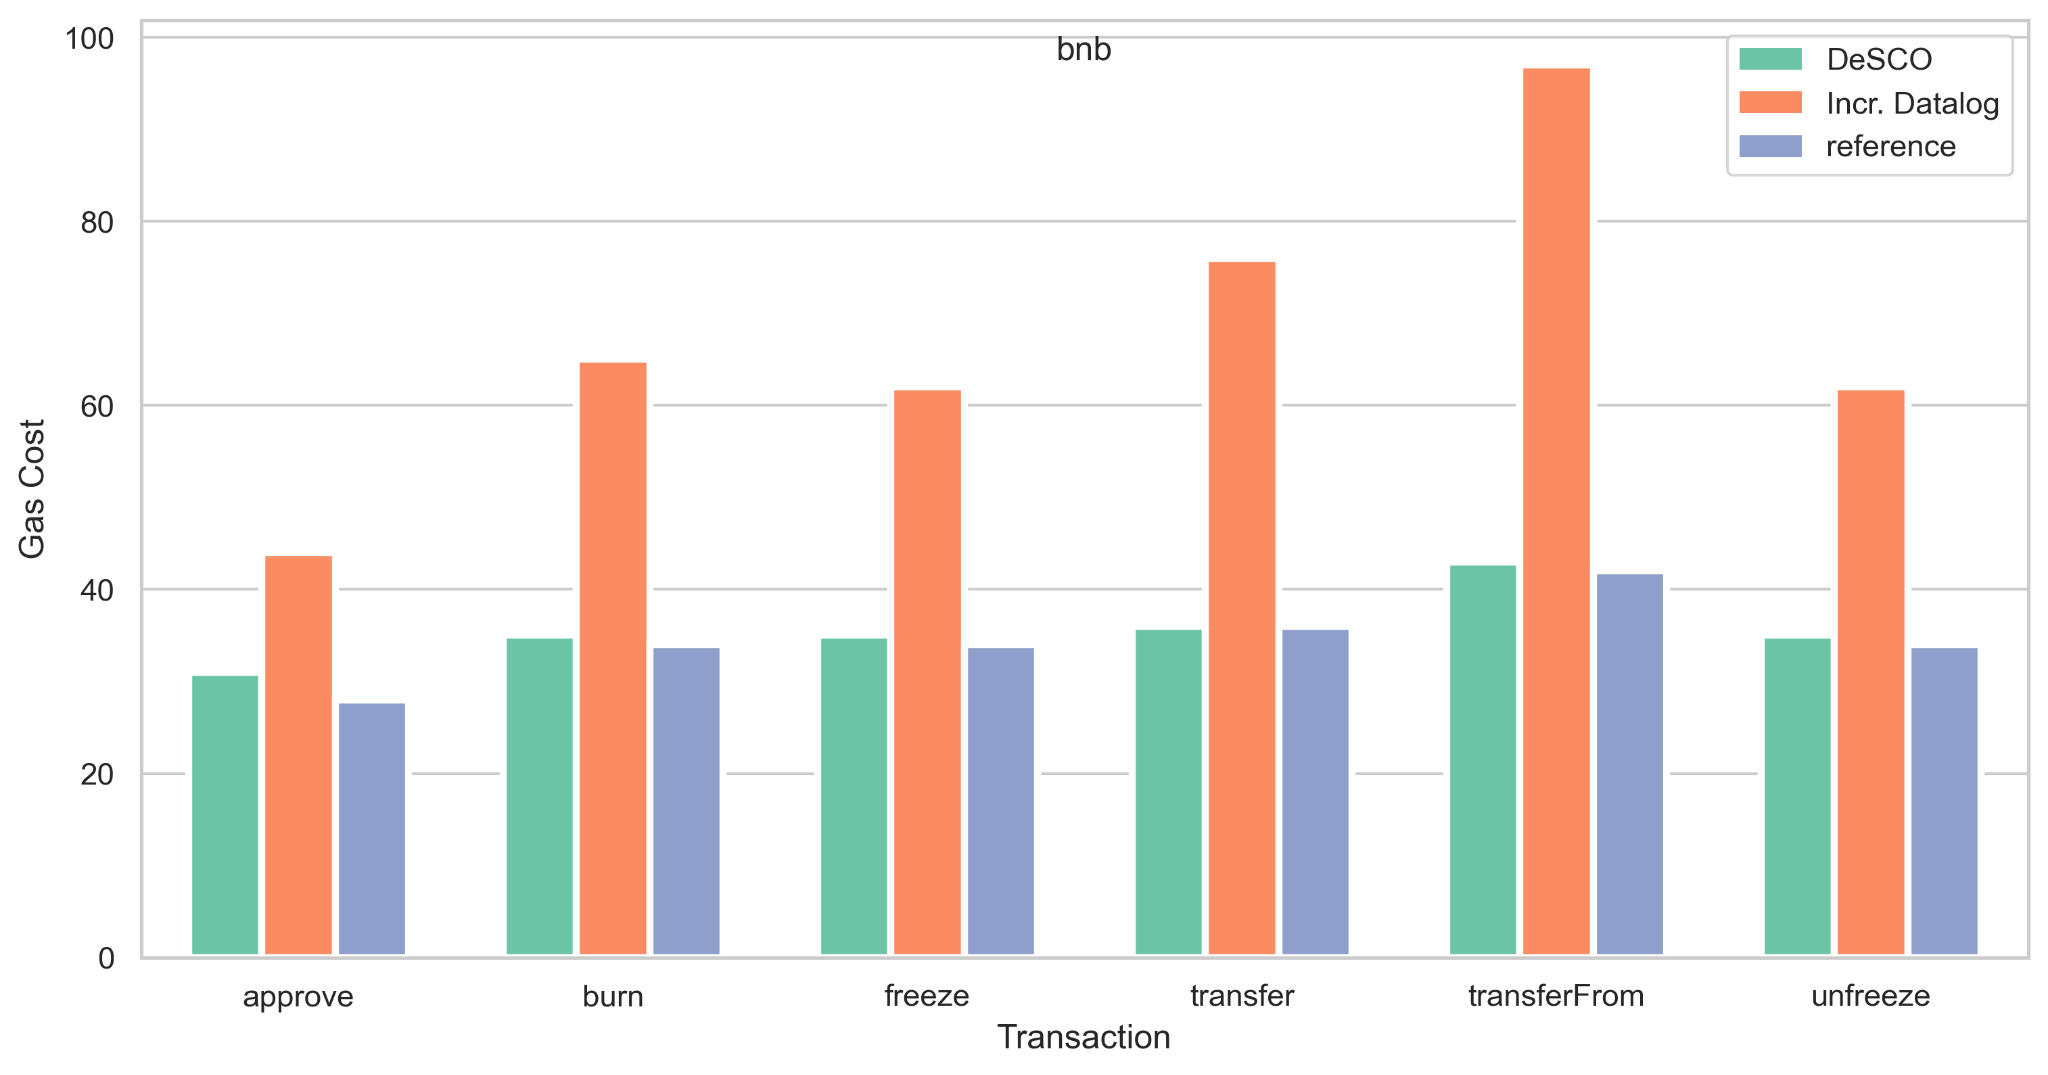 bnb
DeSCO
Incr. Datalog
reference
100
80
60
40
20
0
Gas Cost
approve
burn
freeze
transfer
transferFrom
unfreeze
Transaction